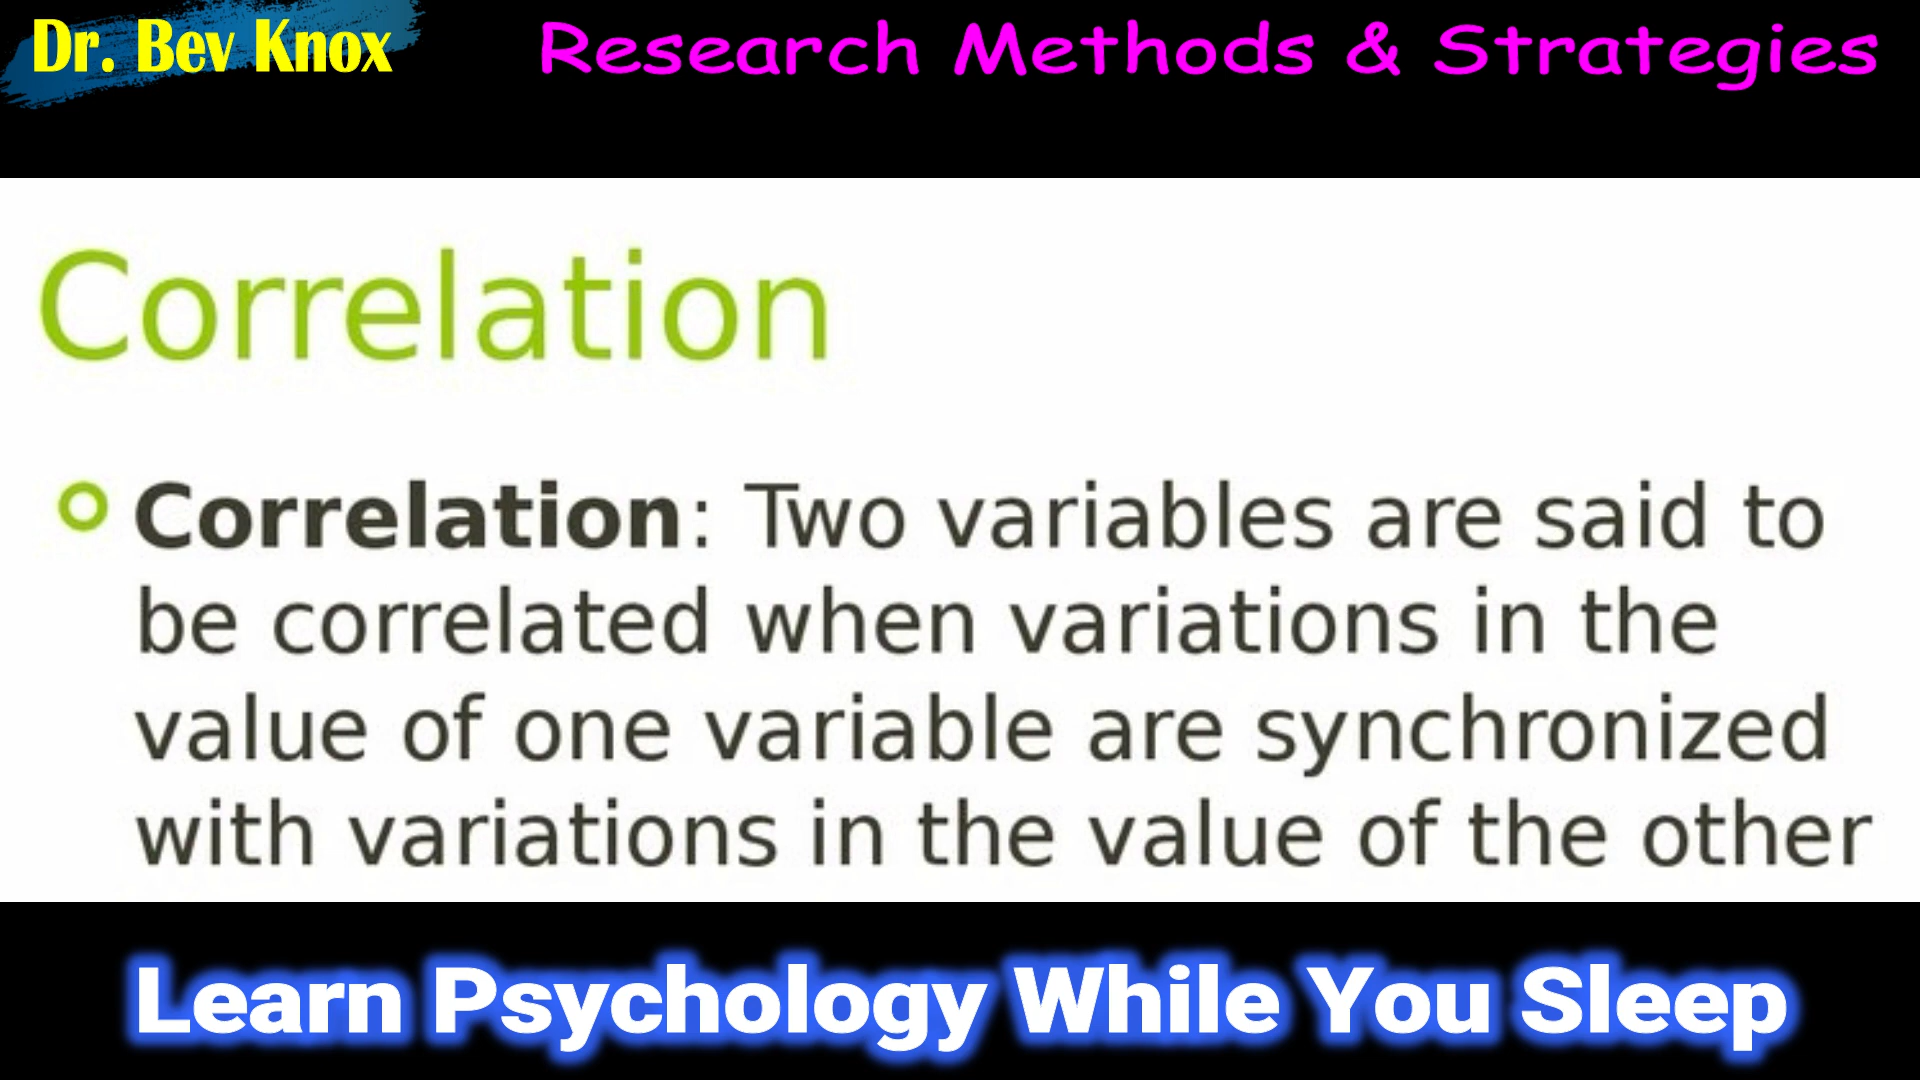 Dr. Bev Knox
Research Methods & Strategies
Correlation
Correlation: Two variables are said to
be correlated when variations in the
value of one variable are synchronized
with variations in the value of the other
Learn Psychology While You Sleep